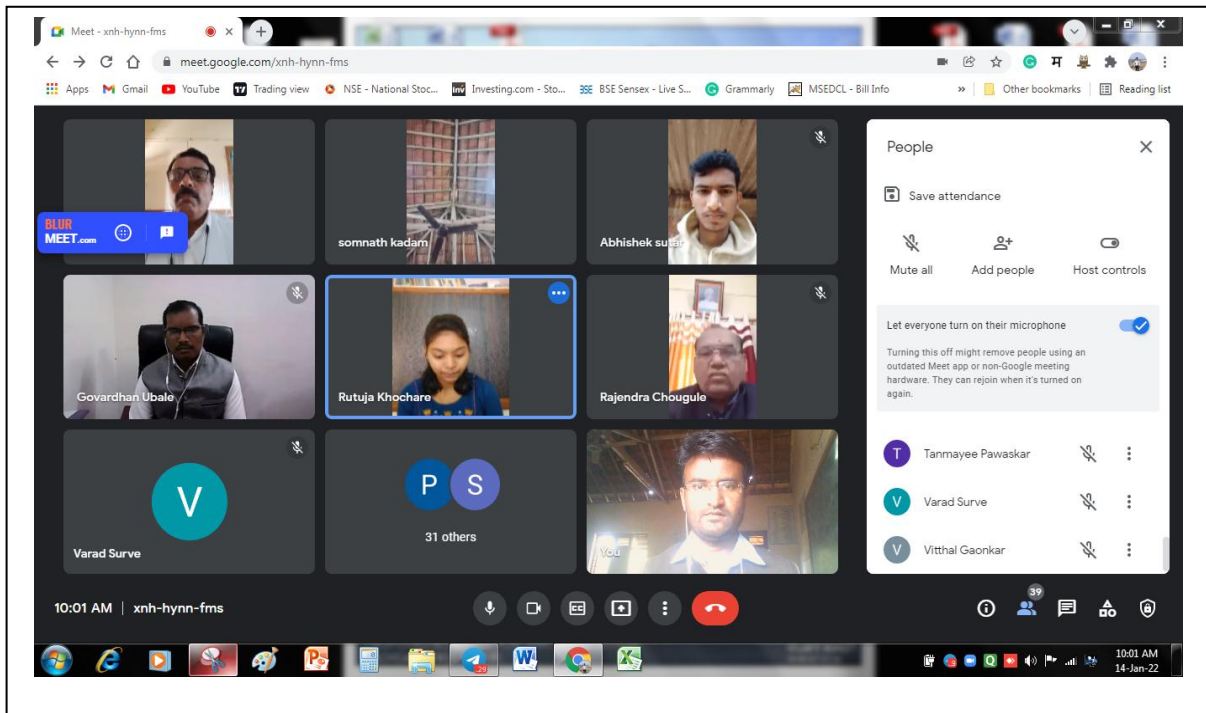 Meet - xnh-hynn-fms
meet.google.com/xnh-hynn-fms
Apps Gmail YouTube Trading view NSE - National Stoc... Investing.com - Sto... BSE Sensex - Live S... Grammarly MSEDCL - Bill Info » Other bookmarks Reading list
BLUR
MEET.com
somnath kadam
Abhishek sutar
Govardhan Ubale
Rutuja Khochare
Rajendra Chougule
V
Varad Surve
P S
31 others
You
People
Save attendance
Mute all Add people Host controls
Let everyone turn on their microphone
Turning this off might remove people using an
outdated Meet app or non-Google meeting
hardware. They can rejoin when it's turned on
again.
T Tanmayee Pawaskar
V Varad Surve
V Vitthal Gaonkar
10:01 AM | xnh-hynn-fms
39
10:01 AM
14-Jan-22